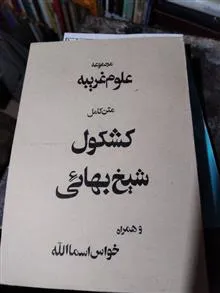 مجموعه
علوم غریبه
متن کامل
کشکول
شیخ بهائی
و همراه
خواص اسماالله